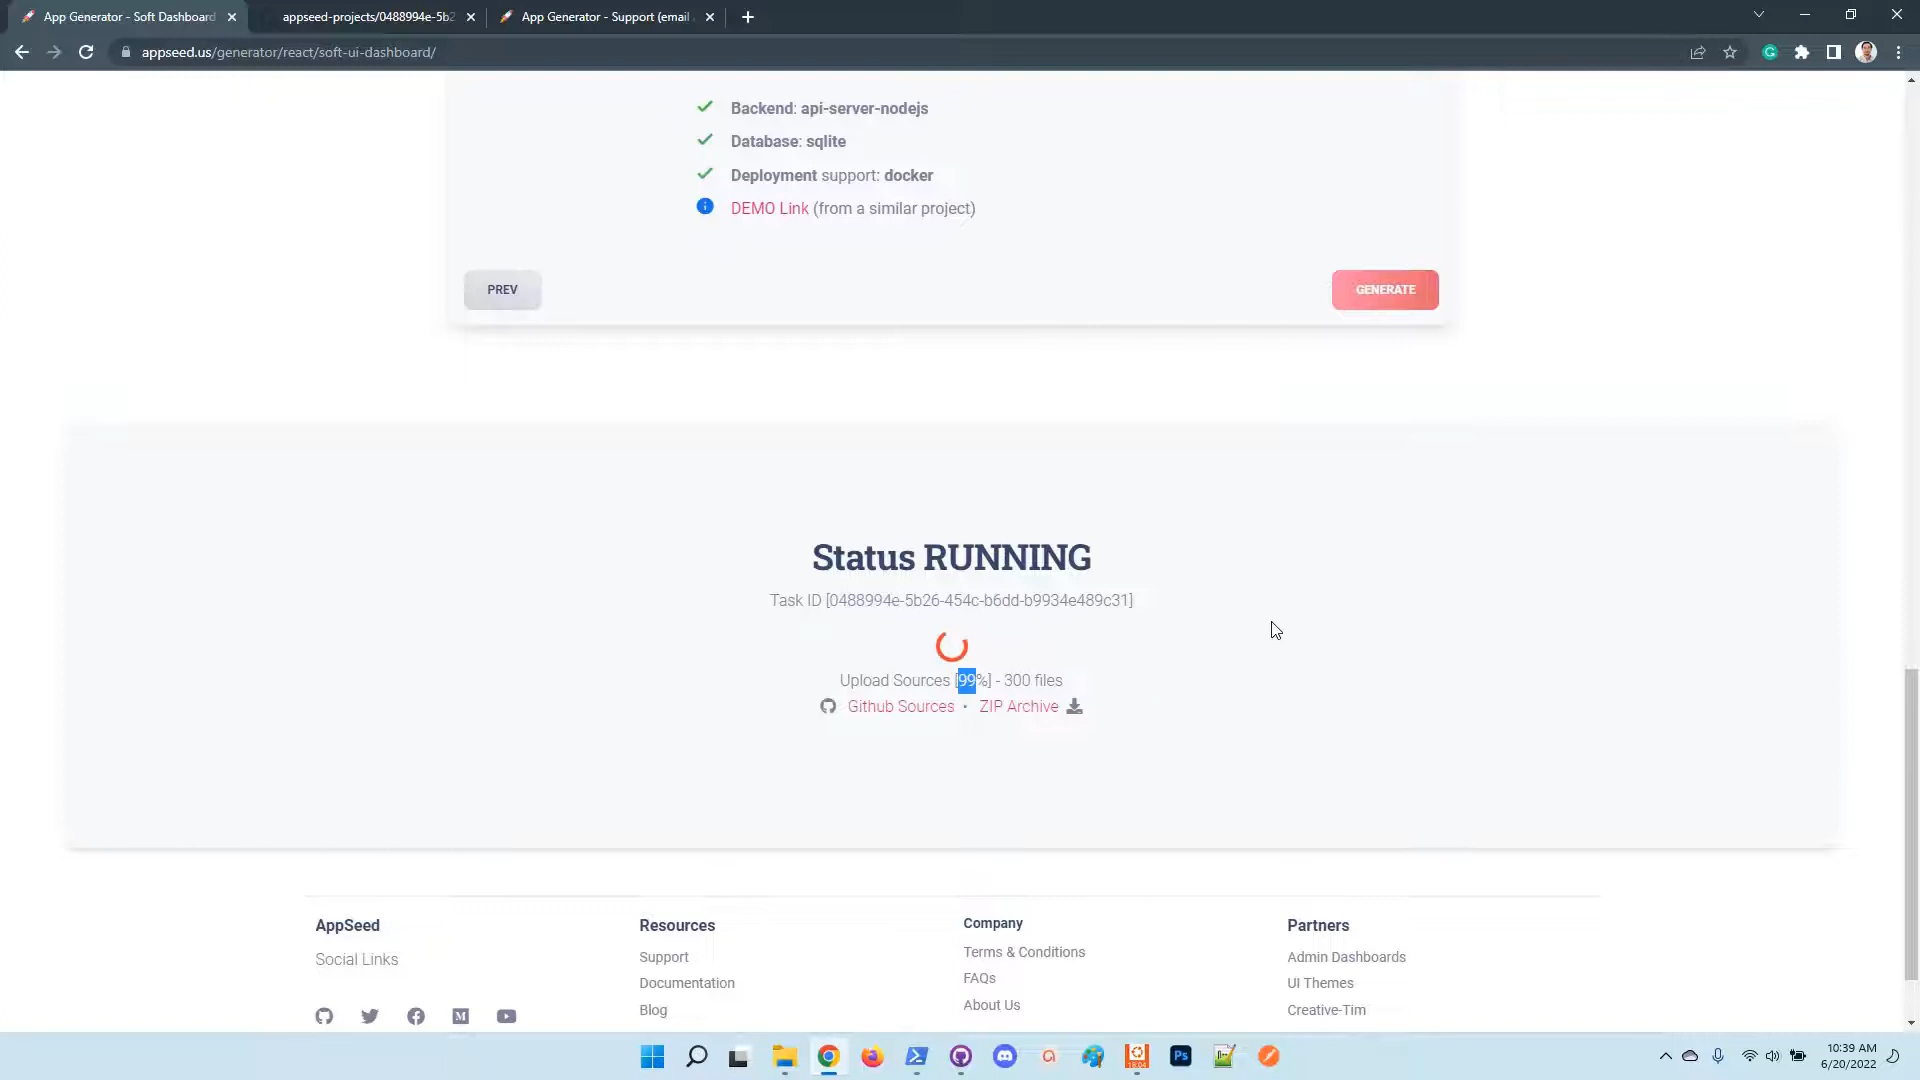 App Generator - Soft Dashboard
appseed-projects/0488994e-5b2
App Generator - Support (email
appseed.us/generator/react/soft-ui-dashboard/
Backend: api-server-nodejs
Database: sqlite
Deployment support: docker
DEMO Link (from a similar project)
PREV
GENERATE
Status RUNNING
Task ID [0488994e-5b26-454c-b6dd-b9934e489c31]
Upload Sources [99%] - 300 files
Github Sources • ZIP Archive
AppSeed
Social Links
Resources
Support
Documentation
Blog
Company
Terms & Conditions
FAQs
About Us
Partners
Admin Dashboards
UI Themes
Creative-Tim
M
Ps
18.04
10:39 AM
6/20/2022